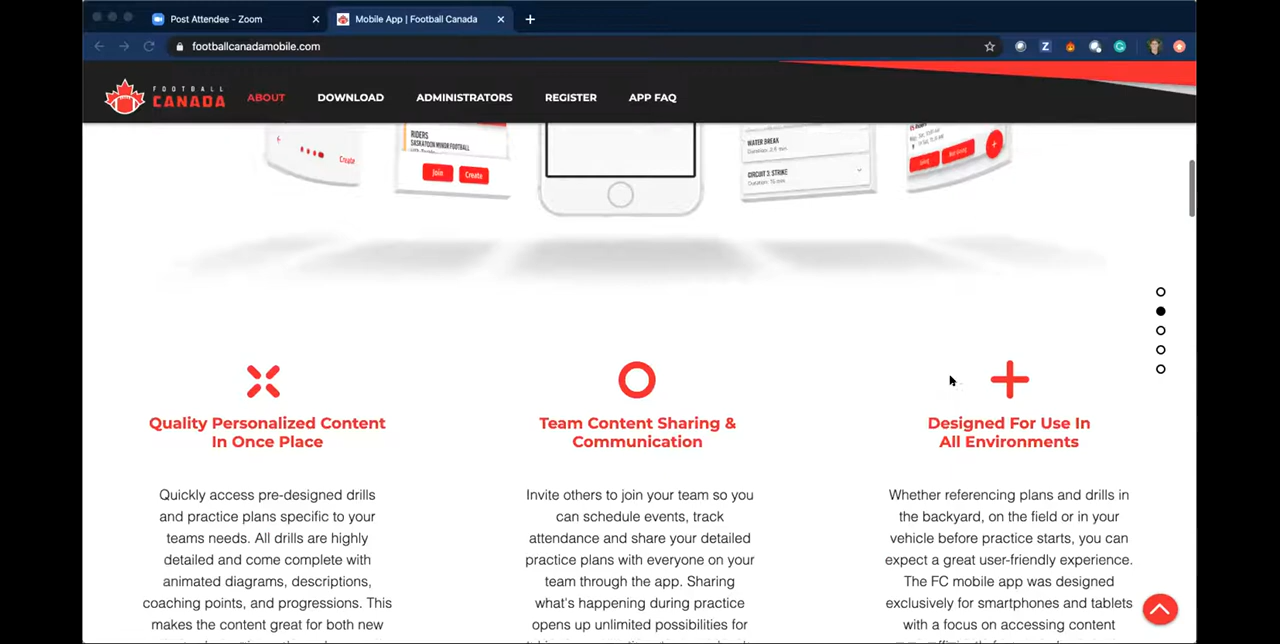 Post Attendee - Zoom
Mobile App | Football Canada
footballcanadamobile.com
FOOTBALL
CANADA
ABOUT
DOWNLOAD
ADMINISTRATORS
REGISTER
APP FAQ
Create
RIDERS
SASKATOON MINOR FOOTBALL
Join
Create
WATER BREAK
CIRCUIT 3: STRIKE
Quality Personalized Content
In Once Place
Quickly access pre-designed drills
and practice plans specific to your
teams needs. All drills are highly
detailed and come complete with
animated diagrams, descriptions,
coaching points, and progressions. This
makes the content great for both new
Team Content Sharing &
Communication
Invite others to join your team so you
can schedule events, track
attendance and share your detailed
practice plans with everyone on your
team through the app. Sharing
what's happening during practice
opens up unlimited possibilities for
Designed For Use In
All Environments
Whether referencing plans and drills in
the backyard, on the field or in your
vehicle before practice starts, you can
expect a great user-friendly experience.
The FC mobile app was designed
exclusively for smartphones and tablets
with a focus on accessing content